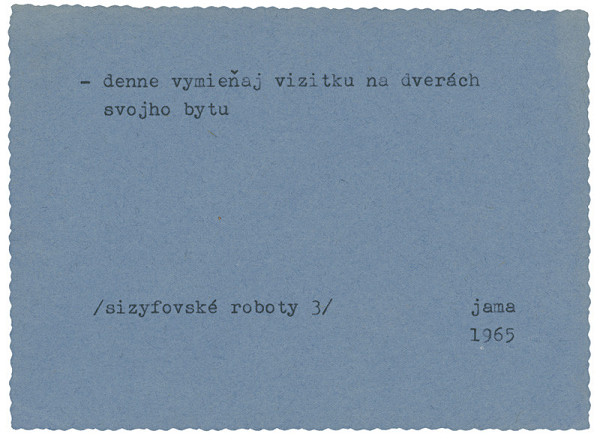 - denne vymieňaj vizitku na dverách
svojho bytu
/sizyfovské roboty 3/
jama
1965